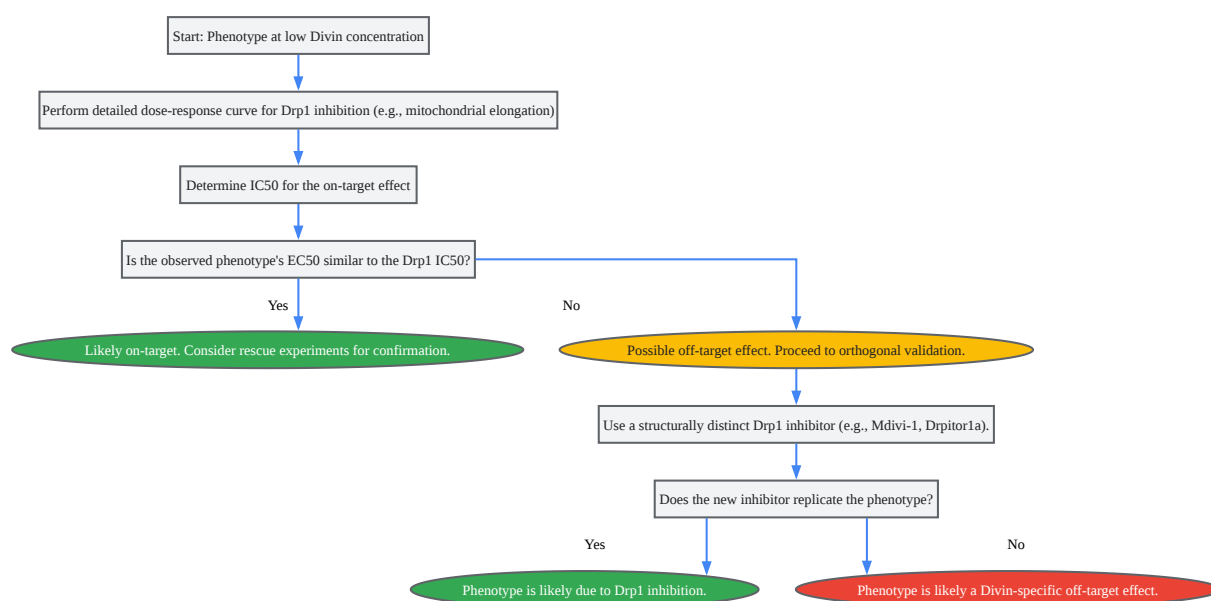 Start: Phenotype at low Divin concentration
Perform detailed dose-response curve for Drp1 inhibition (e.g., mitochondrial elongation)
Determine IC50 for the on-target effect
Is the observed phenotype's EC50 similar to the Drp1 IC50?
Yes
No
Likely on-target. Consider rescue experiments for confirmation.
Possible off-target effect. Proceed to orthogonal validation.
Use a structurally distinct Drp1 inhibitor (e.g., Mdivi-1, Drpitor1a).
Does the new inhibitor replicate the phenotype?
Yes
No
Phenotype is likely due to Drp1 inhibition.
Phenotype is likely a Divin-specific off-target effect.